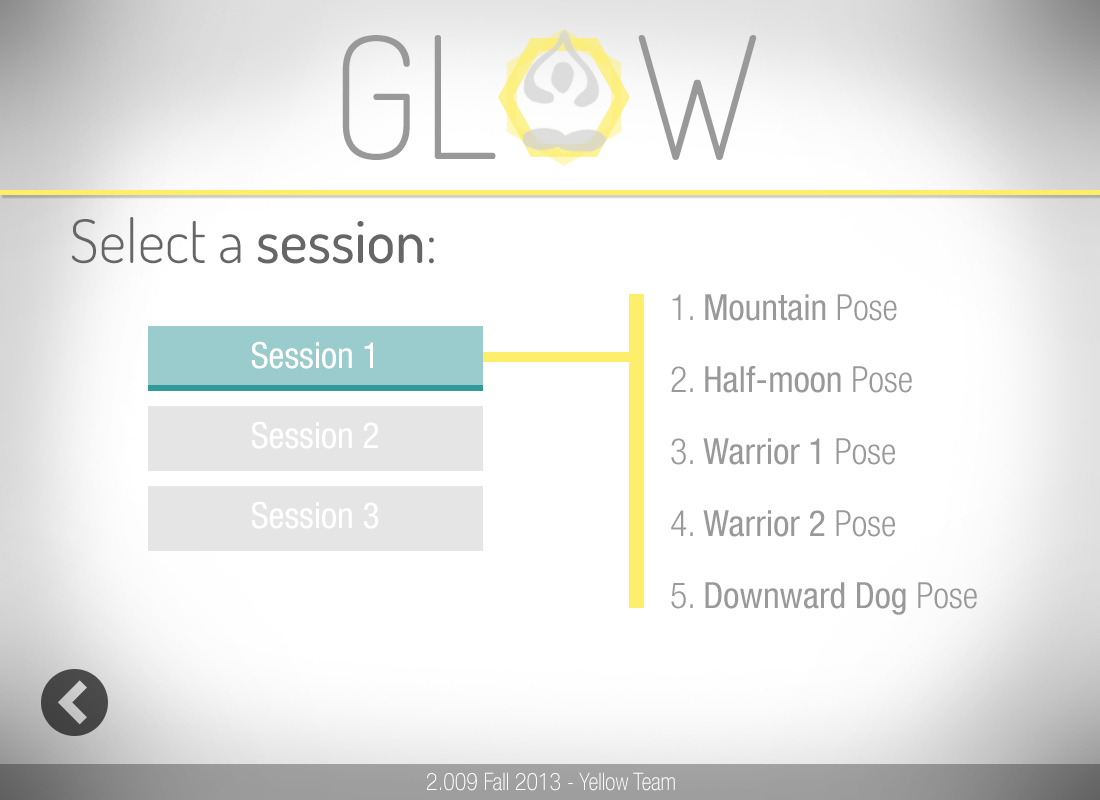 GLOW
Select a session:
Session 1
Session 2
Session 3
1. Mountain Pose
2. Half-moon Pose
3. Warrior 1 Pose
4. Warrior 2 Pose
5. Downward Dog Pose
2.009 Fall 2013 - Yellow Team